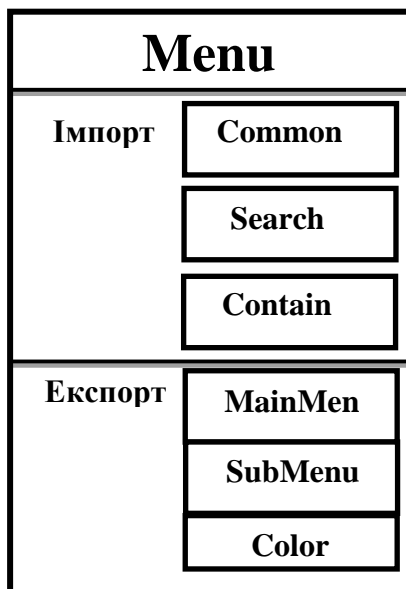 Menu
Імпорт Common
Search
Contain
Експорт MainMen
SubMenu
Color